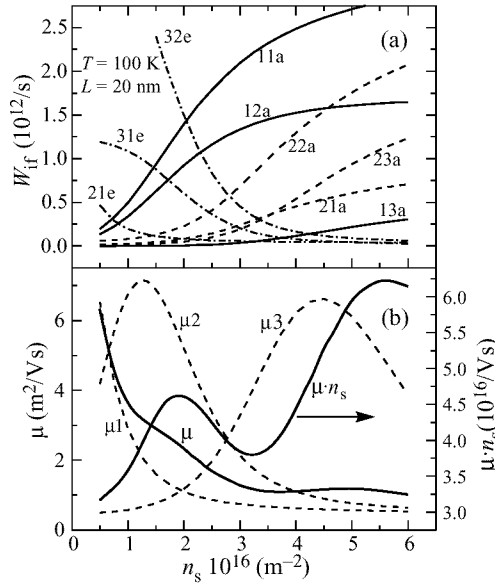 2.5
32e
(a)
T = 100 K
11a
L = 20 nm
2.0
W_if (10^12/s)
1.5
12a
31e
22a
1.0
23a
0.5
21e
21a
13a
0.0
(b)
6
μ2
μ3
6.0
5.5
μ (m²/Vs)
5.0
4
μ·n_s
4.5
μ1
μ
4.0
μ·n_s (10^16/Vs)
2
3.5
3.0
0
0 1 2 3 4 5 6
n_s 10^16 (m^−2)